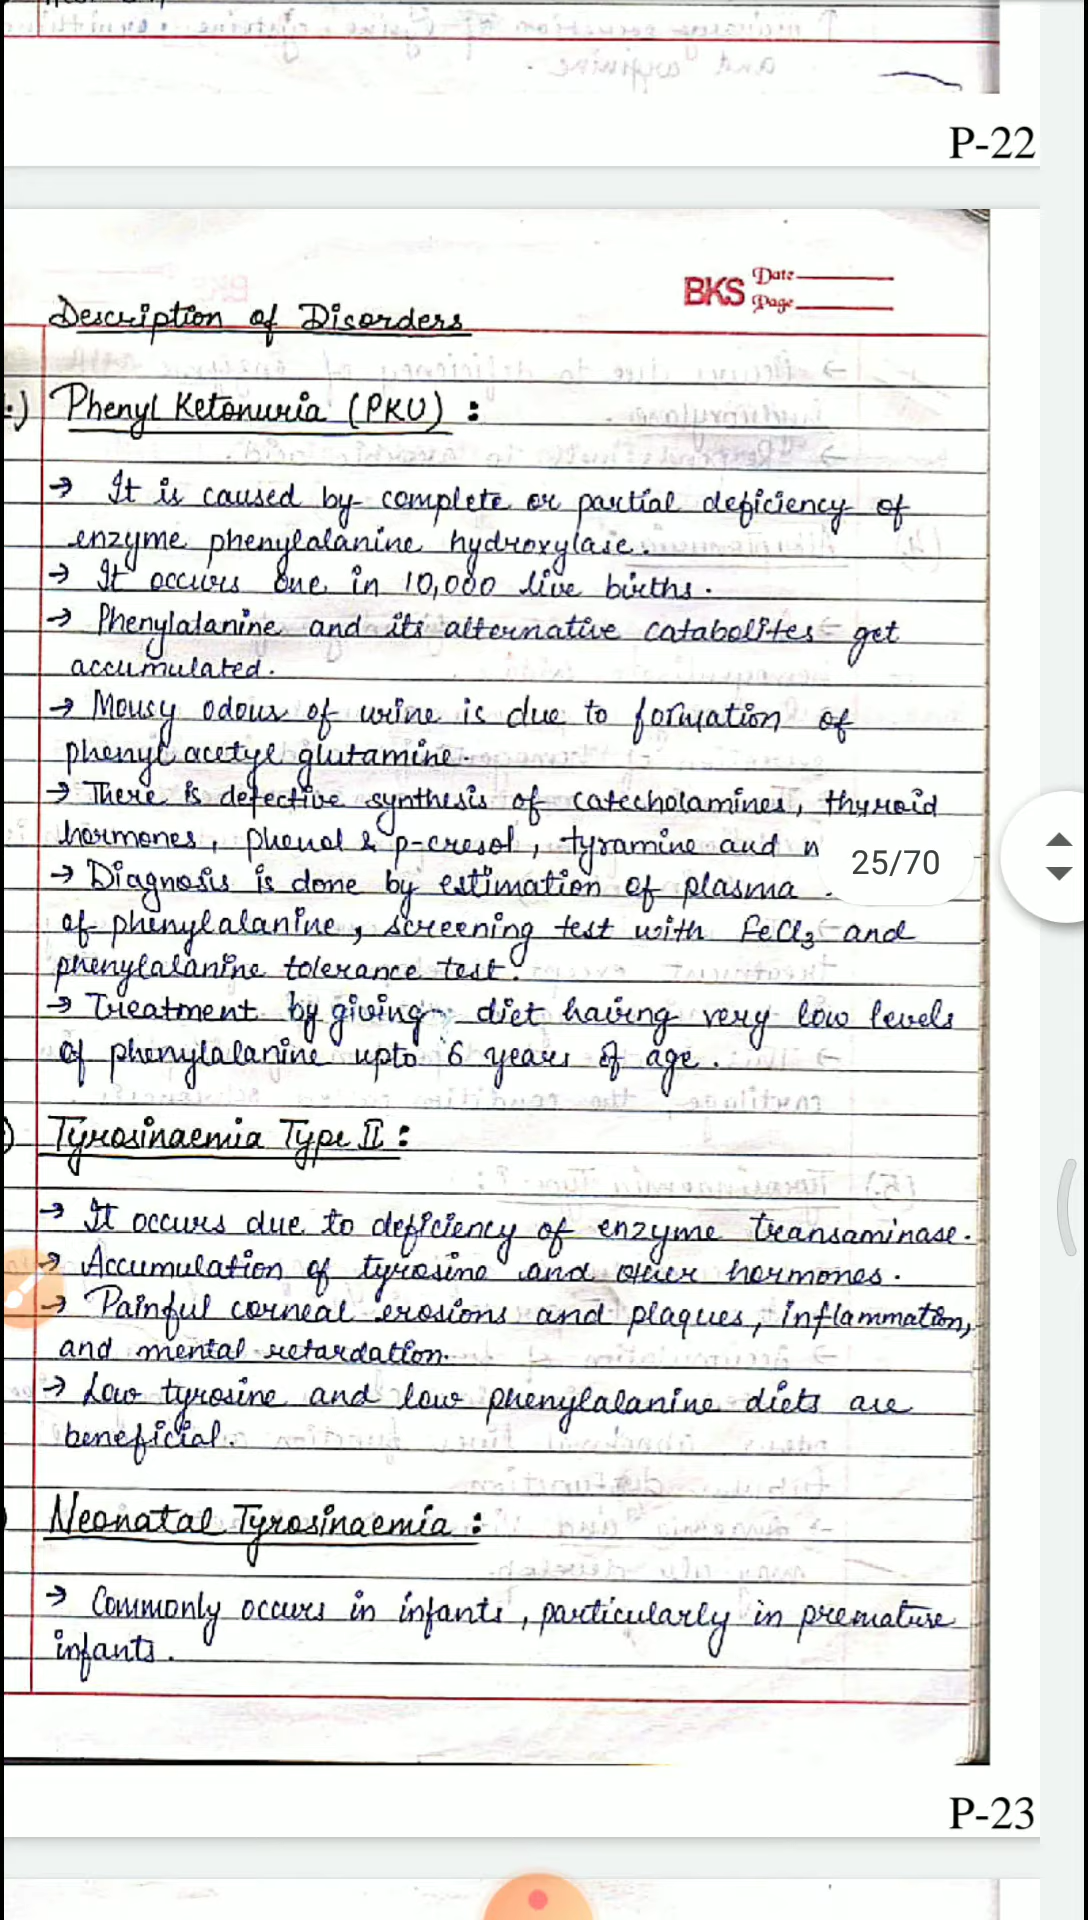 and arginine.
P-22
BKS Date
Page
Description of Disorders
.) Phenyl Ketonuria (PKU) :
→ It is caused by complete or partial deficiency of
enzyme phenylalanine hydroxylase.
→ It occurs one in 10,000 live births.
→ Phenylalanine and its alternative catabolites get
accumulated.
→ Mousy odour of urine is due to formation of
phenyl acetyl glutamine.
→ There is defective synthesis of catecholamines, thyroid
hormones, phenol & p-cresol, tyramine and
25/70
→ Diagnosis is done by estimation of plasma
of phenylalanine, screening test with FeCl3 and
phenylalanine tolerance test.
→ Treatment by giving diet having very low levels
of phenylalanine upto 6 years of age.
) Tyrosinaemia Type II :
→ It occurs due to deficiency of enzyme transaminase.
→ Accumulation of tyrosine and other hormones.
→ Painful corneal erosions and plaques, inflammation,
and mental retardation.
→ Low tyrosine and low phenylalanine diets are
beneficial.
) Neonatal Tyrosinaemia :
→ Commonly occurs in infants, particularly in premature
infants.
P-23